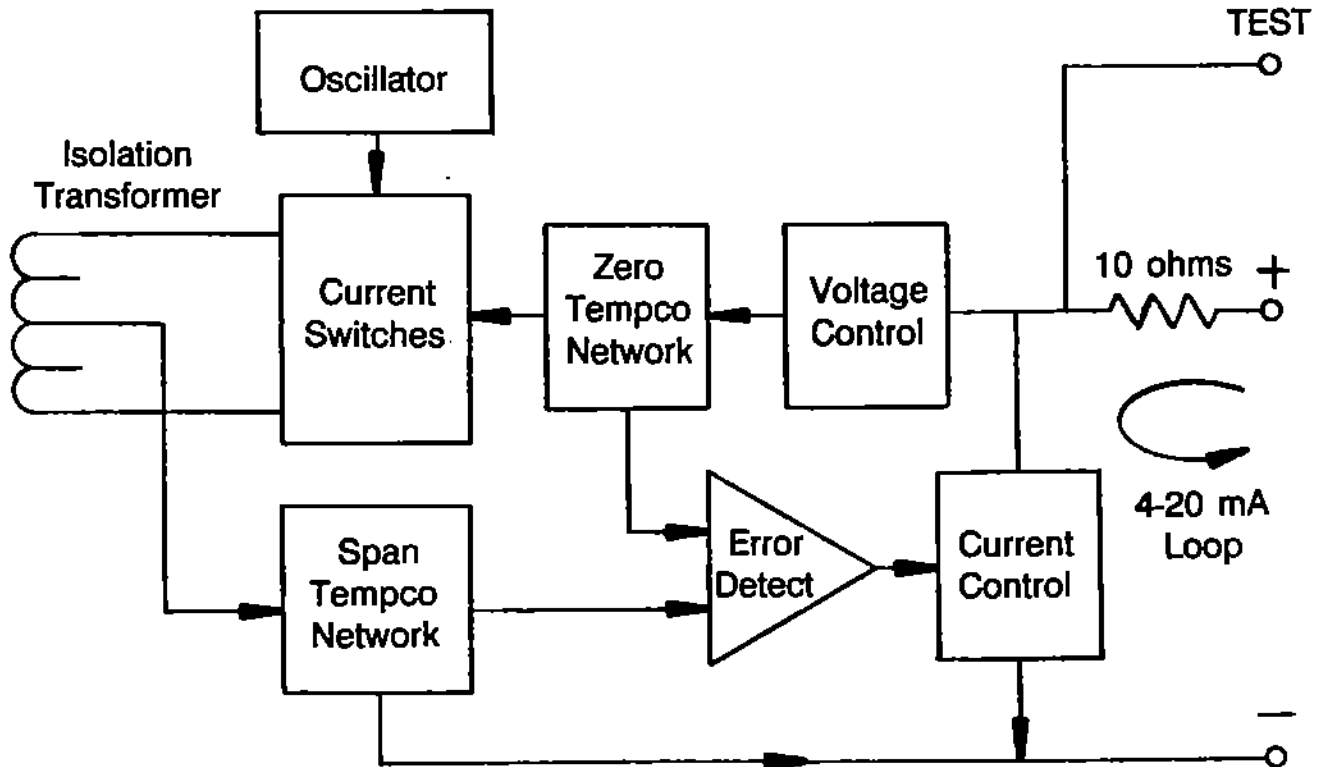 TEST
Oscillator
Isolation
Transformer
Current
Switches
Zero
Tempco
Network
Voltage
Control
10 ohms
+
4-20 mA
Loop
Span
Tempco
Network
Error
Detect
Current
Control
−